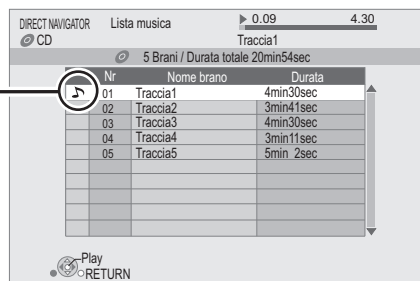 DIRECT NAVIGATOR Lista musica 0.09 4.30
CD Traccia1
5 Brani / Durata totale 20min54sec
Nr Nome brano Durata
01 Traccia1 4min30sec
02 Traccia2 3min41sec
03 Traccia3 4min30sec
04 Traccia4 3min11sec
05 Traccia5 5min 2sec
Play
RETURN